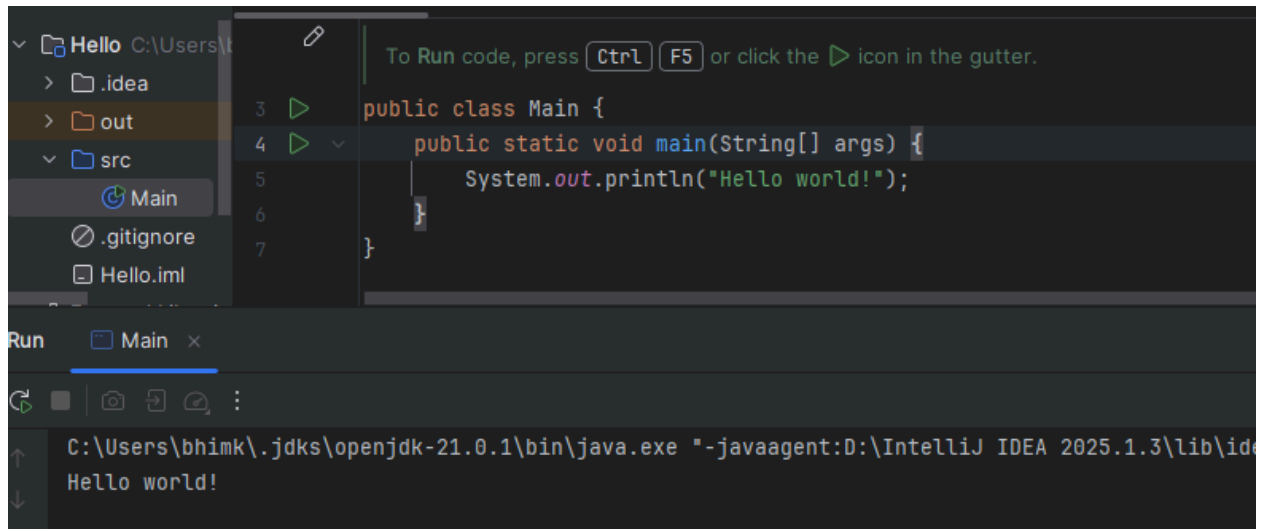 Hello C:\Users\
.idea
out
src
Main
.gitignore
Hello.iml
To Run code, press Ctrl F5 or click the icon in the gutter.
3 public class Main {
4 public static void main(String[] args) {
5 System.out.println("Hello world!");
6 }
7 }
Run Main
C:\Users\bhimk\.jdks\openjdk-21.0.1\bin\java.exe "-javaagent:D:\IntelliJ IDEA 2025.1.3\lib\ide
Hello world!